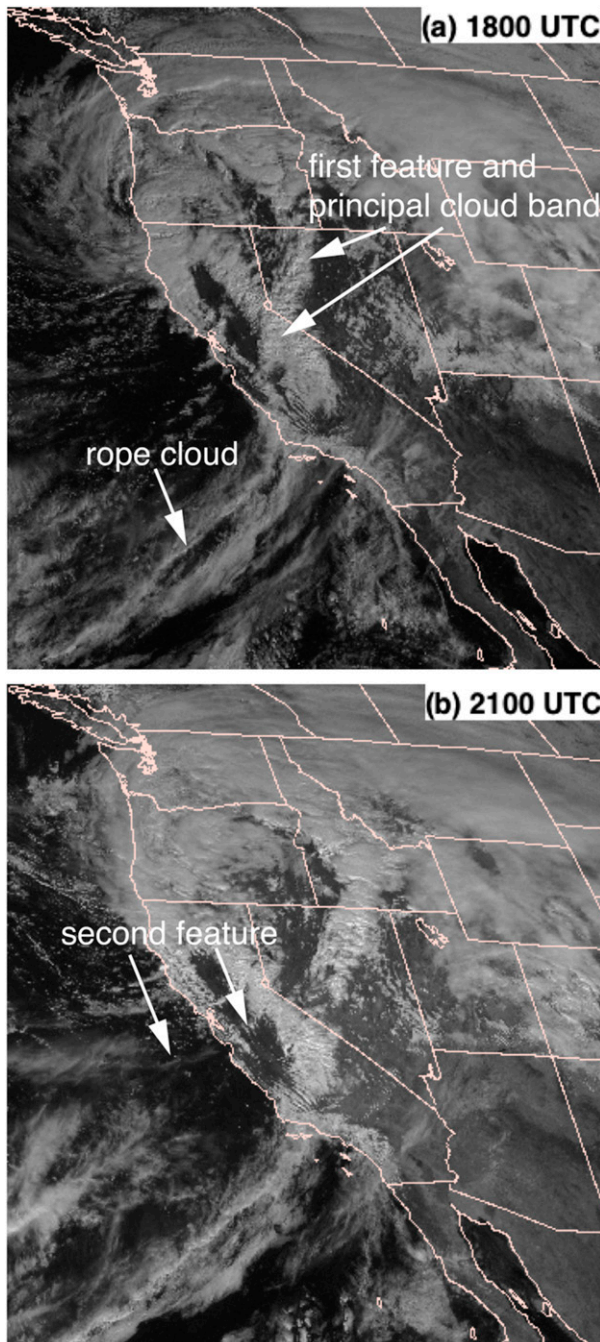 (a) 1800 UTC
first feature and
principal cloud band
rope cloud
(b) 2100 UTC
second feature